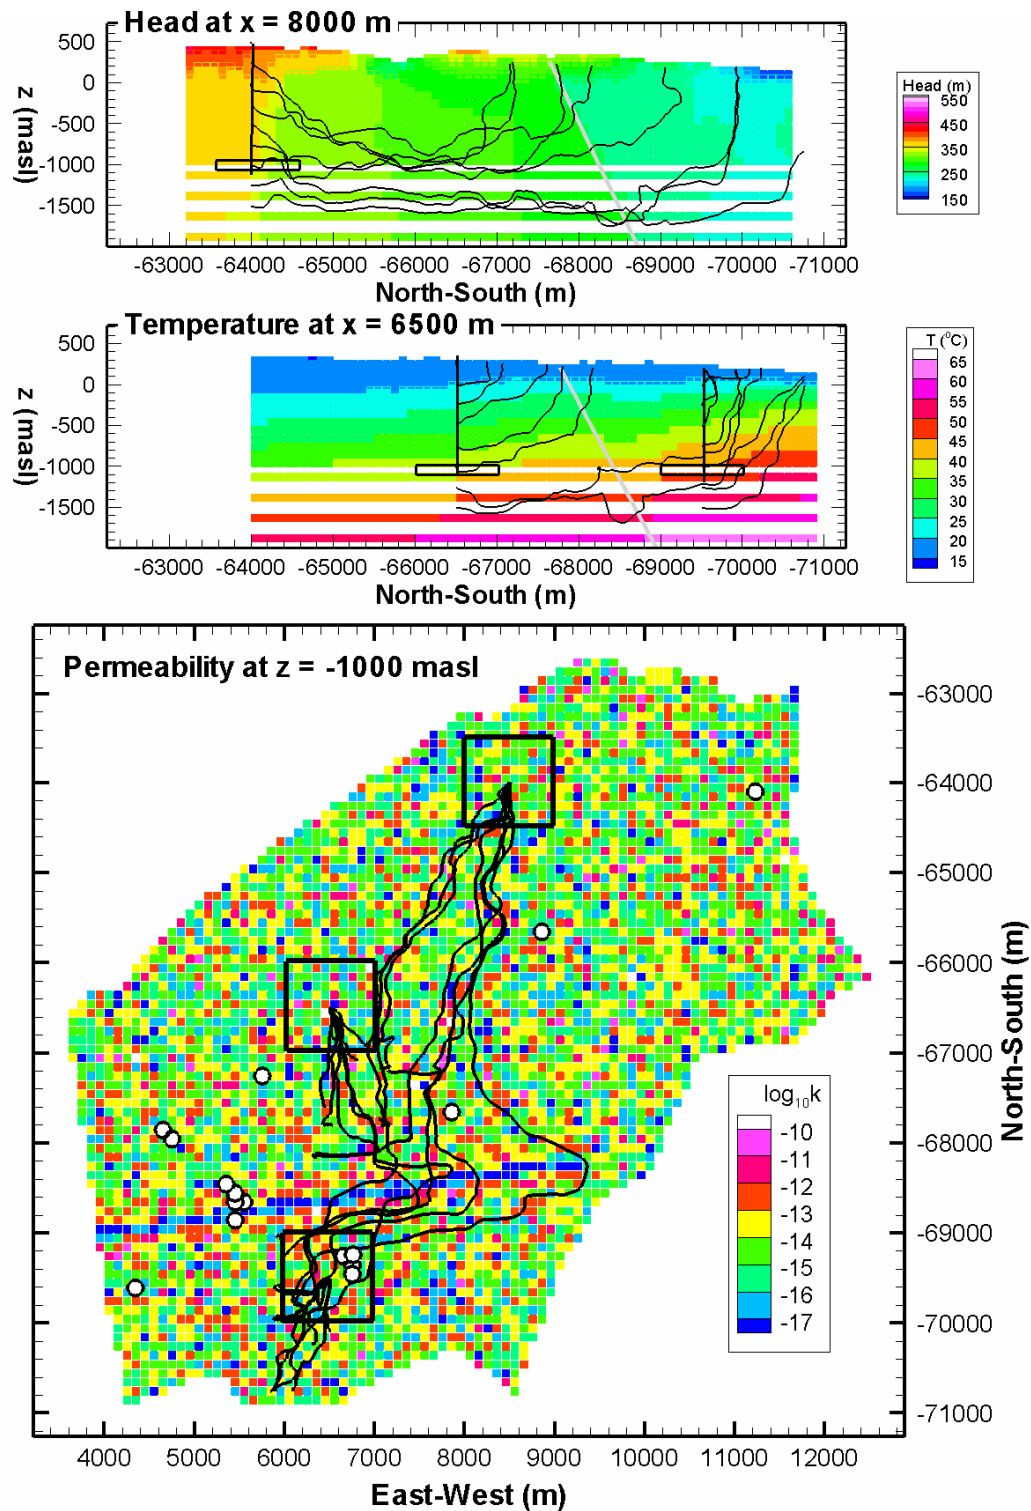 Head at x = 8000 m
500
0
-500
-1000
-1500
z (masl)
-63000 -64000 -65000 -66000 -67000 -68000 -69000 -70000 -71000
North-South (m)
Head (m)
550
450
350
250
150
Temperature at x = 6500 m
500
0
-500
-1000
-1500
z (masl)
-63000 -64000 -65000 -66000 -67000 -68000 -69000 -70000 -71000
North-South (m)
T (⁰C)
65
60
55
50
45
40
35
30
25
20
15
Permeability at z = -1000 masl
-63000
-64000
-65000
-66000
-67000
-68000
-69000
-70000
-71000
North-South (m)
log₁₀k
-10
-11
-12
-13
-14
-15
-16
-17
4000 5000 6000 7000 8000 9000 10000 11000 12000
East-West (m)